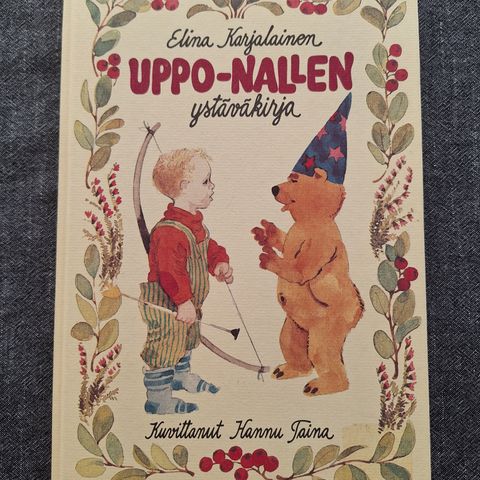 Elina Karjalainen
UPPO-NALLEN
ystäväkirja
Kuvittanut Hannu Taina